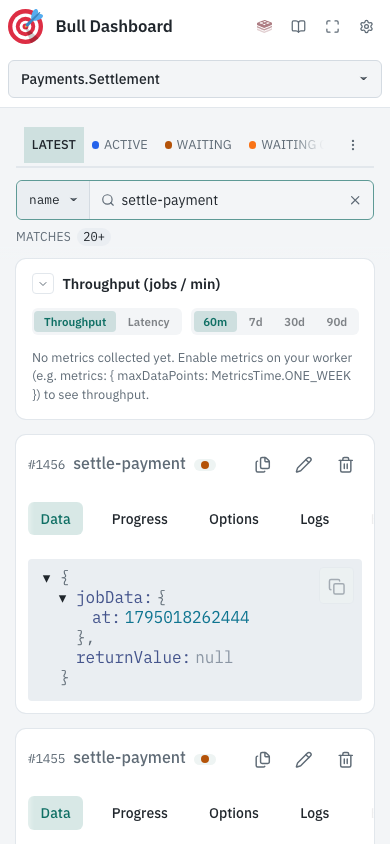 Bull Dashboard
Payments.Settlement
LATEST ACTIVE WAITING WAITING
name settle-payment
MATCHES 20+
Throughput (jobs / min)
Throughput Latency 60m 7d 30d 90d
No metrics collected yet. Enable metrics on your worker
(e.g. metrics: { maxDataPoints: MetricsTime.ONE_WEEK
}) to see throughput.
#1456 settle-payment
Data Progress Options Logs
{
jobData: {
at: 1795018262444
},
returnValue: null
}
#1455 settle-payment
Data Progress Options Logs